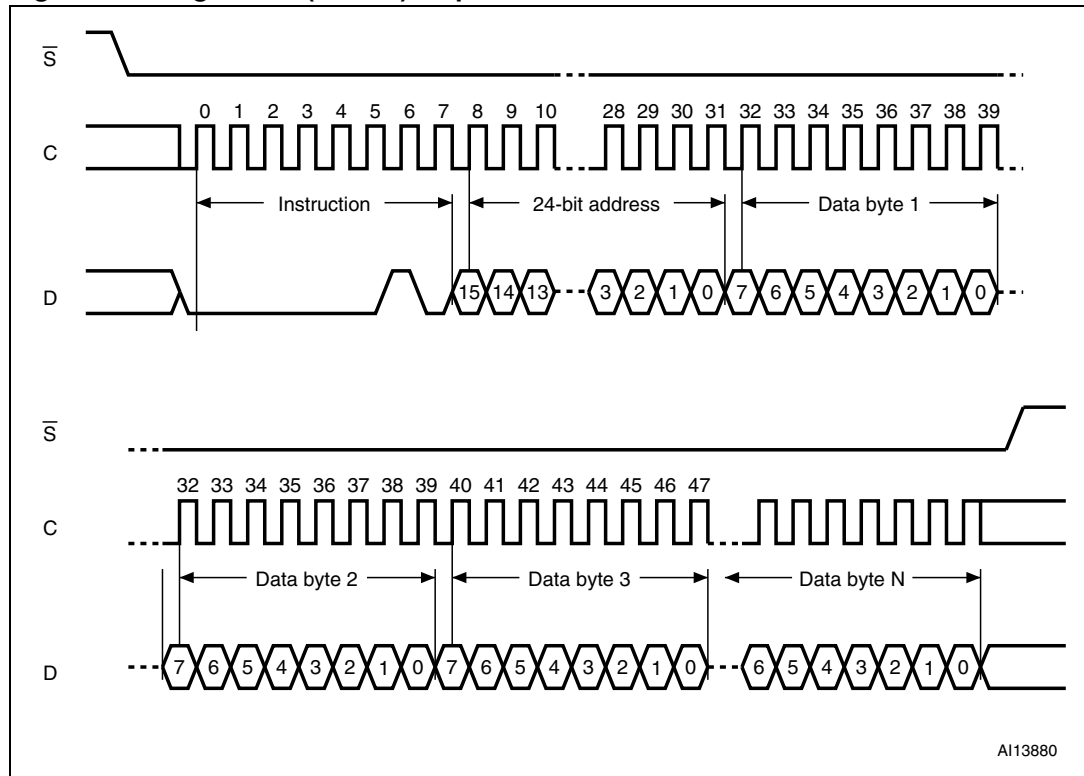 S
0 1 2 3 4 5 6 7 8 9 10 28 29 30 31 32 33 34 35 36 37 38 39
C
Instruction 24-bit address Data byte 1
D 15 14 13 3 2 1 0 7 6 5 4 3 2 1 0
S
32 33 34 35 36 37 38 39 40 41 42 43 44 45 46 47
C
Data byte 2 Data byte 3 Data byte N
D 7 6 5 4 3 2 1 0 7 6 5 4 3 2 1 0 6 5 4 3 2 1 0
AI13880